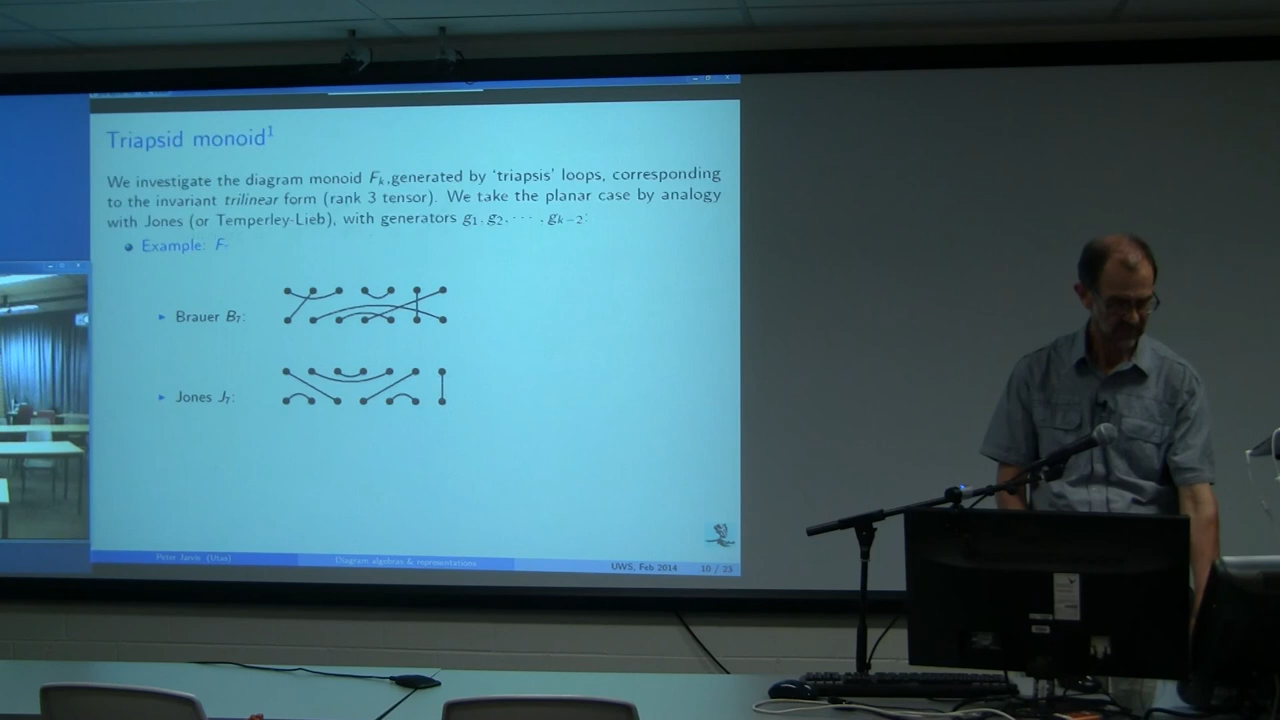 Triapsid monoid¹
We investigate the diagram monoid Fₖ, generated by 'triapsis' loops, corresponding
to the invariant trilinear form (rank 3 tensor). We take the planar case by analogy
with Jones (or Temperley-Lieb), with generators g₁, g₂, ⋯ , gₖ₋₂:
Example: F₇
Brauer B₇:
Jones J₇:
Peter Jarvis (Utas) Diagram algebras & representations UWS, Feb 2014 10 / 23